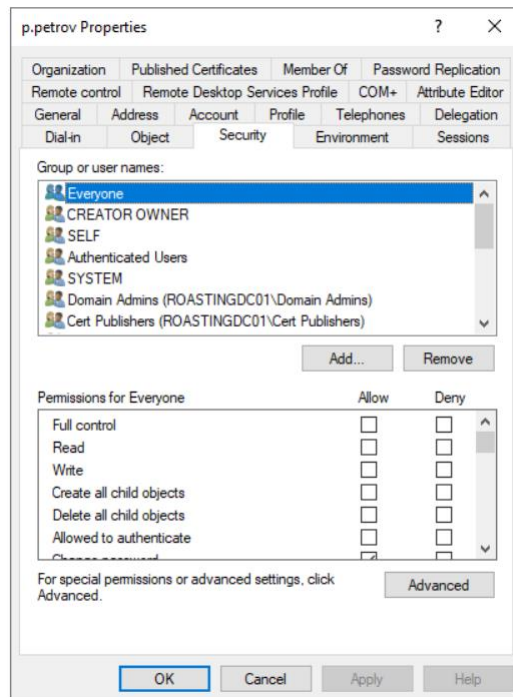 p.petrov Properties ? ×
Organization Published Certificates Member Of Password Replication
Remote control Remote Desktop Services Profile COM+ Attribute Editor
General Address Account Profile Telephones Delegation
Dial-in Object Security Environment Sessions
Group or user names:
Everyone
CREATOR OWNER
SELF
Authenticated Users
SYSTEM
Domain Admins (ROASTINGDC01\Domain Admins)
Cert Publishers (ROASTINGDC01\Cert Publishers)
Add... Remove
Permissions for Everyone Allow Deny
Full control
Read
Write
Create all child objects
Delete all child objects
Allowed to authenticate
Change password
For special permissions or advanced settings, click
Advanced.
Advanced
OK Cancel Apply Help